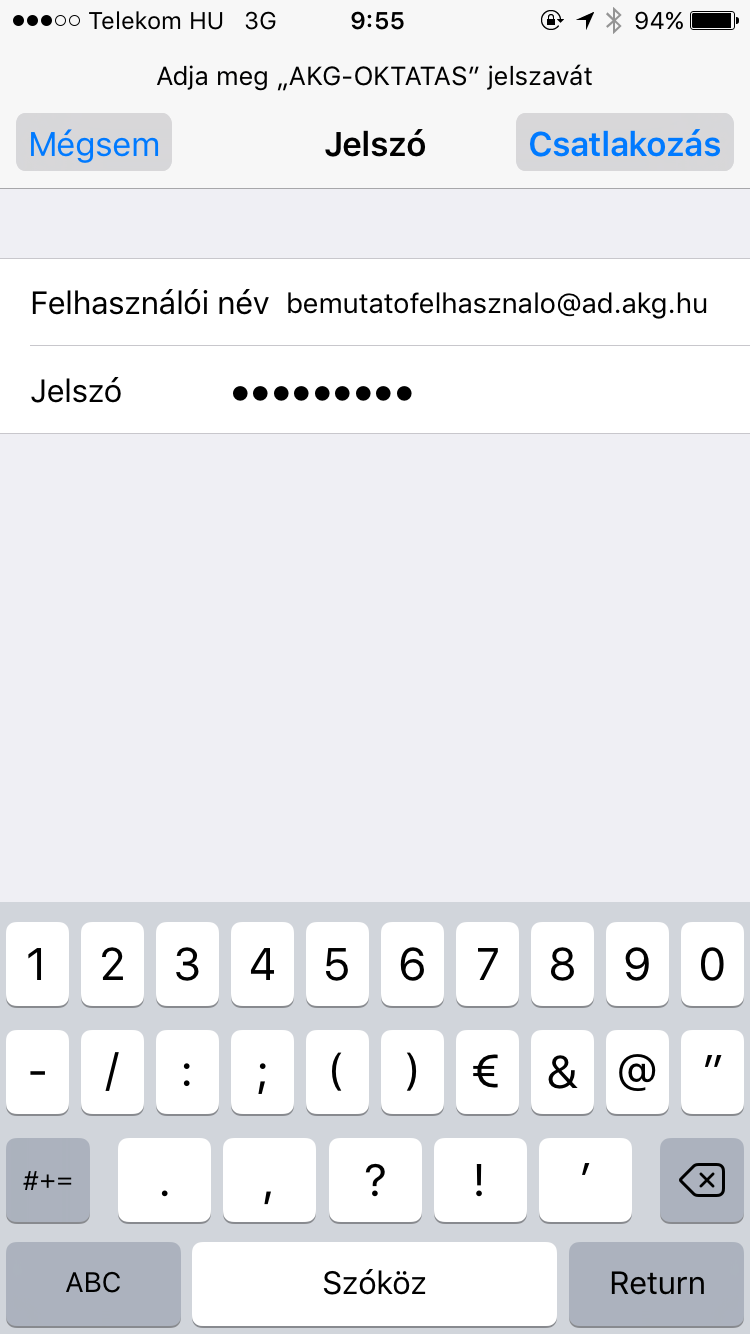 Telekom HU 3G 9:55 94%
Adja meg „AKG-OKTATAS” jelszavát
Mégsem Jelszó Csatlakozás
Felhasználói név bemutatofelhasznalo@ad.akg.hu
Jelszó ●●●●●●●●●
1 2 3 4 5 6 7 8 9 0
- / : ; ( ) € & @ ”
#+= . , ? ! ’
ABC Szóköz Return